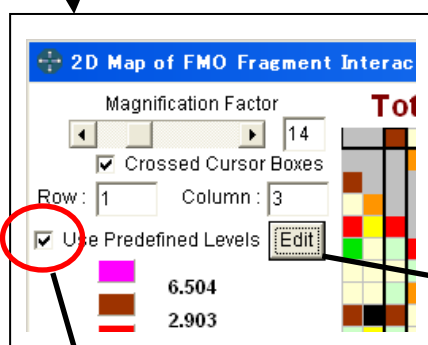 2D Map of FMO Fragment Interac
Magnification Factor
14
Crossed Cursor Boxes
Row : 1 Column : 3
Use Predefined Levels Edit
6.504
2.903
Tot